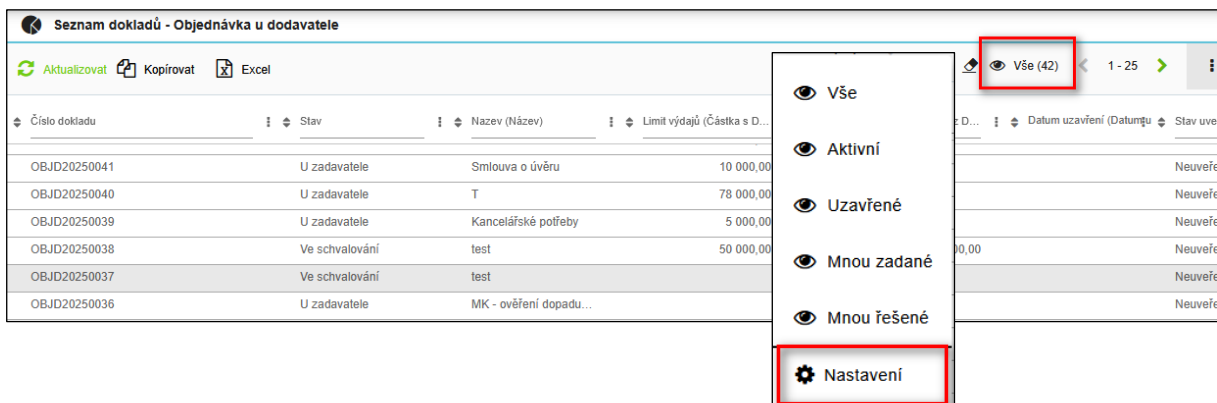 Seznam dokladů - Objednávka u dodavatele
Aktualizovat Kopírovat Excel Vše (42) 1 - 25
Číslo dokladu Stav Nazev (Název) Limit výdajů (Částka s D... D... Datum uzavření (Datum Stav uve
OBJD20250041 U zadavatele Smlouva o úvěru 10 000,00 Neuveře
OBJD20250040 U zadavatele T 78 000,00 Neuveře
OBJD20250039 U zadavatele Kancelářské potřeby 5 000,00 Neuveře
OBJD20250038 Ve schvalování test 50 000,00 00,00 Neuveře
OBJD20250037 Ve schvalování test Neuveře
OBJD20250036 U zadavatele MK - ověření dopadu... Neuveře
Vše
Aktivní
Uzavřené
Mnou zadané
Mnou řešené
Nastavení